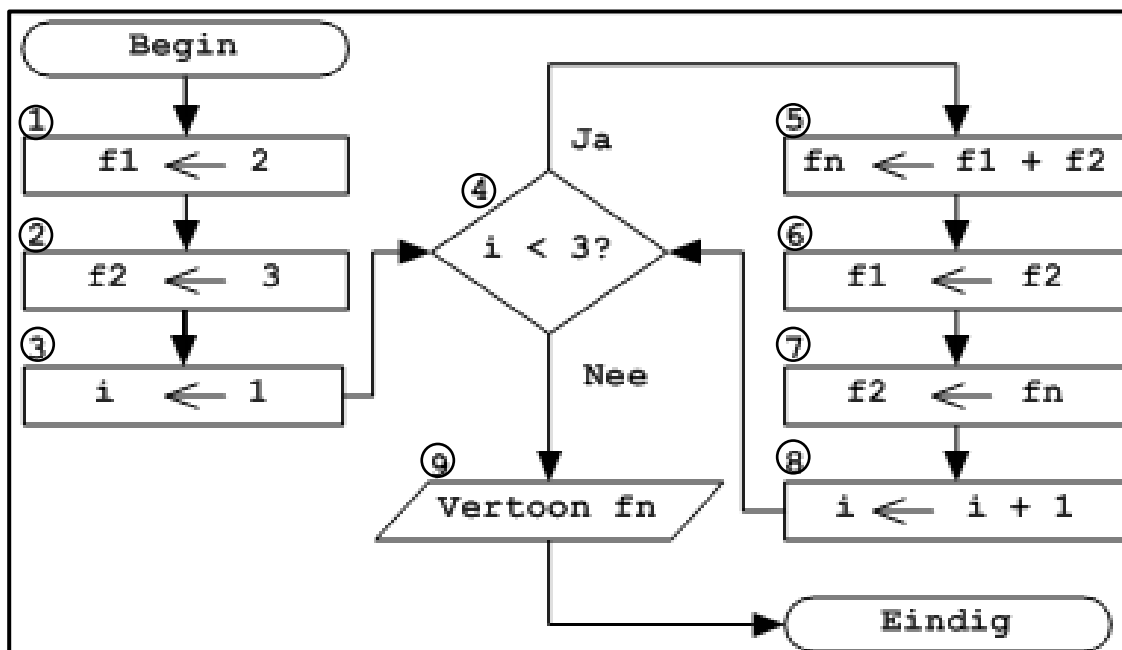 Begin
① f1 ← 2
② f2 ← 3
③ i ← 1
④ i < 3?
Ja
Nee
⑤ fn ← f1 + f2
⑥ f1 ← f2
⑦ f2 ← fn
⑧ i ← i + 1
⑨ Vertoon fn
Eindig